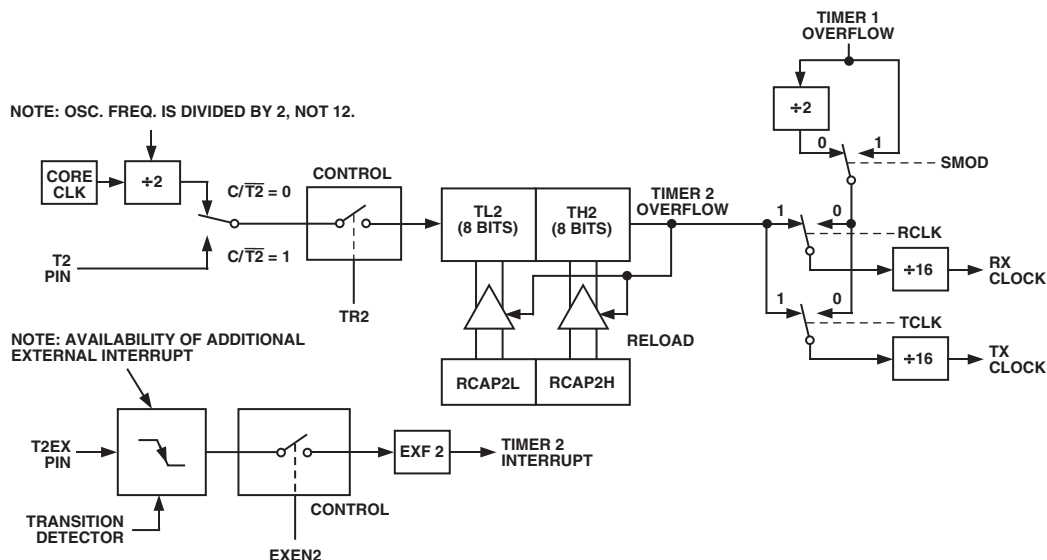 TIMER 1
OVERFLOW
NOTE: OSC. FREQ. IS DIVIDED BY 2, NOT 12.
÷2
0
1
SMOD
CORE
CLK
÷2
C/T̅2̅ = 0
CONTROL
TL2
(8 BITS)
TH2
(8 BITS)
TIMER 2
OVERFLOW
C/T̅2̅ = 1
T2
PIN
TR2
1
0
RCLK
÷16
RX
CLOCK
1
0
TCLK
÷16
TX
CLOCK
RELOAD
RCAP2L
RCAP2H
NOTE: AVAILABILITY OF ADDITIONAL
EXTERNAL INTERRUPT
T2EX
PIN
EXF 2
TIMER 2
INTERRUPT
CONTROL
TRANSITION
DETECTOR
EXEN2